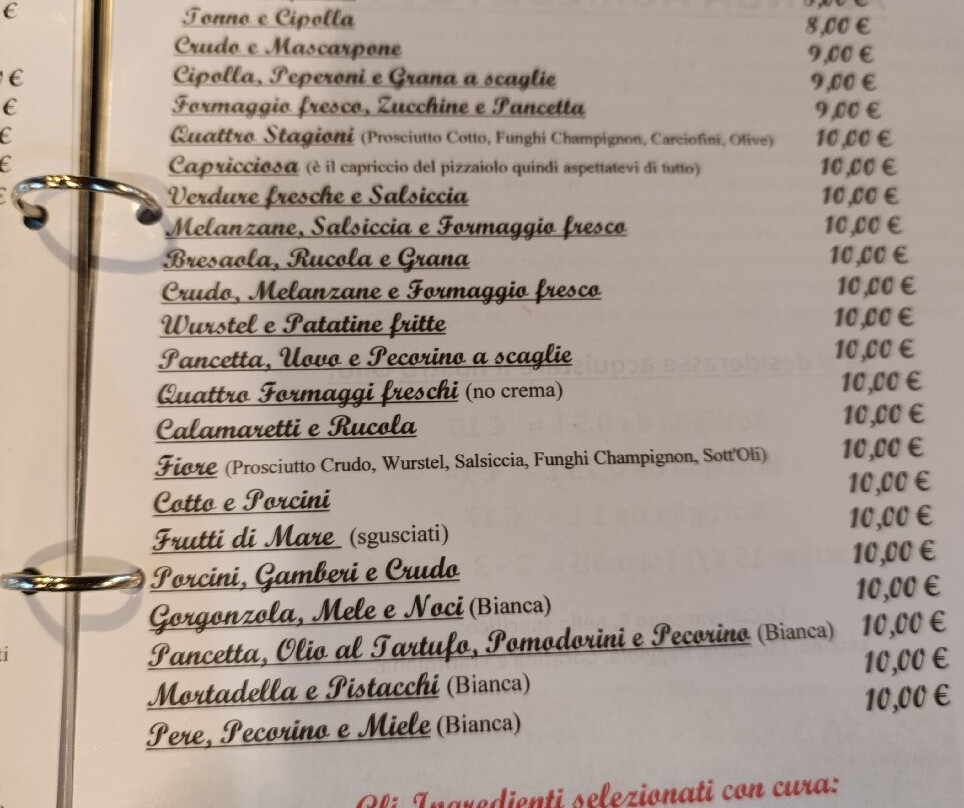 Tonno e Cipolla 8,00 €
Crudo e Mascarpone 9,00 €
Cipolla, Peperoni e Grana a scaglie 9,00 €
Formaggio fresco, Zucchine e Pancetta 9,00 €
Quattro Stagioni (Prosciutto Cotto, Funghi Champignon, Carciofini, Olive) 10,00 €
Capricciosa (è il capriccio del pizzaiolo quindi aspettatevi di tutto) 10,00 €
Verdure fresche e Salsiccia 10,00 €
Melanzane, Salsiccia e Formaggio fresco 10,00 €
Bresaola, Rucola e Grana 10,00 €
Crudo, Melanzane e Formaggio fresco 10,00 €
Wurstel e Patatine fritte 10,00 €
Pancetta, Uovo e Pecorino a scaglie 10,00 €
Quattro Formaggi freschi (no crema) 10,00 €
Calamaretti e Rucola 10,00 €
Fiore (Prosciutto Crudo, Wurstel, Salsiccia, Funghi Champignon, Sott'Oli) 10,00 €
Cotto e Porcini 10,00 €
Frutti di Mare (sgusciati) 10,00 €
Porcini, Gamberi e Crudo 10,00 €
Gorgonzola, Mele e Noci (Bianca) 10,00 €
Pancetta, Olio al Tartufo, Pomodorini e Pecorino (Bianca) 10,00 €
Mortadella e Pistacchi (Bianca) 10,00 €
Pere, Pecorino e Miele (Bianca) 10,00 €
Gli Ingredienti selezionati con cura: